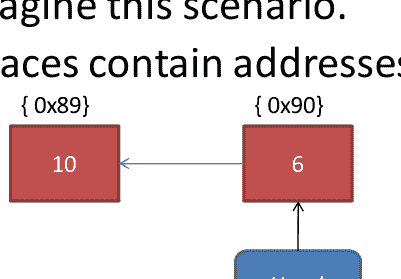 agine this scenario.
aces contain addresses
{ 0x89} { 0x90}
10 6